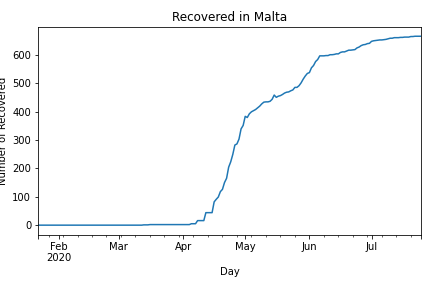 Recovered in Malta
Number of Recovered
600
500
400
300
200
100
0
Feb
2020
Mar
Apr
May
Jun
Jul
Day